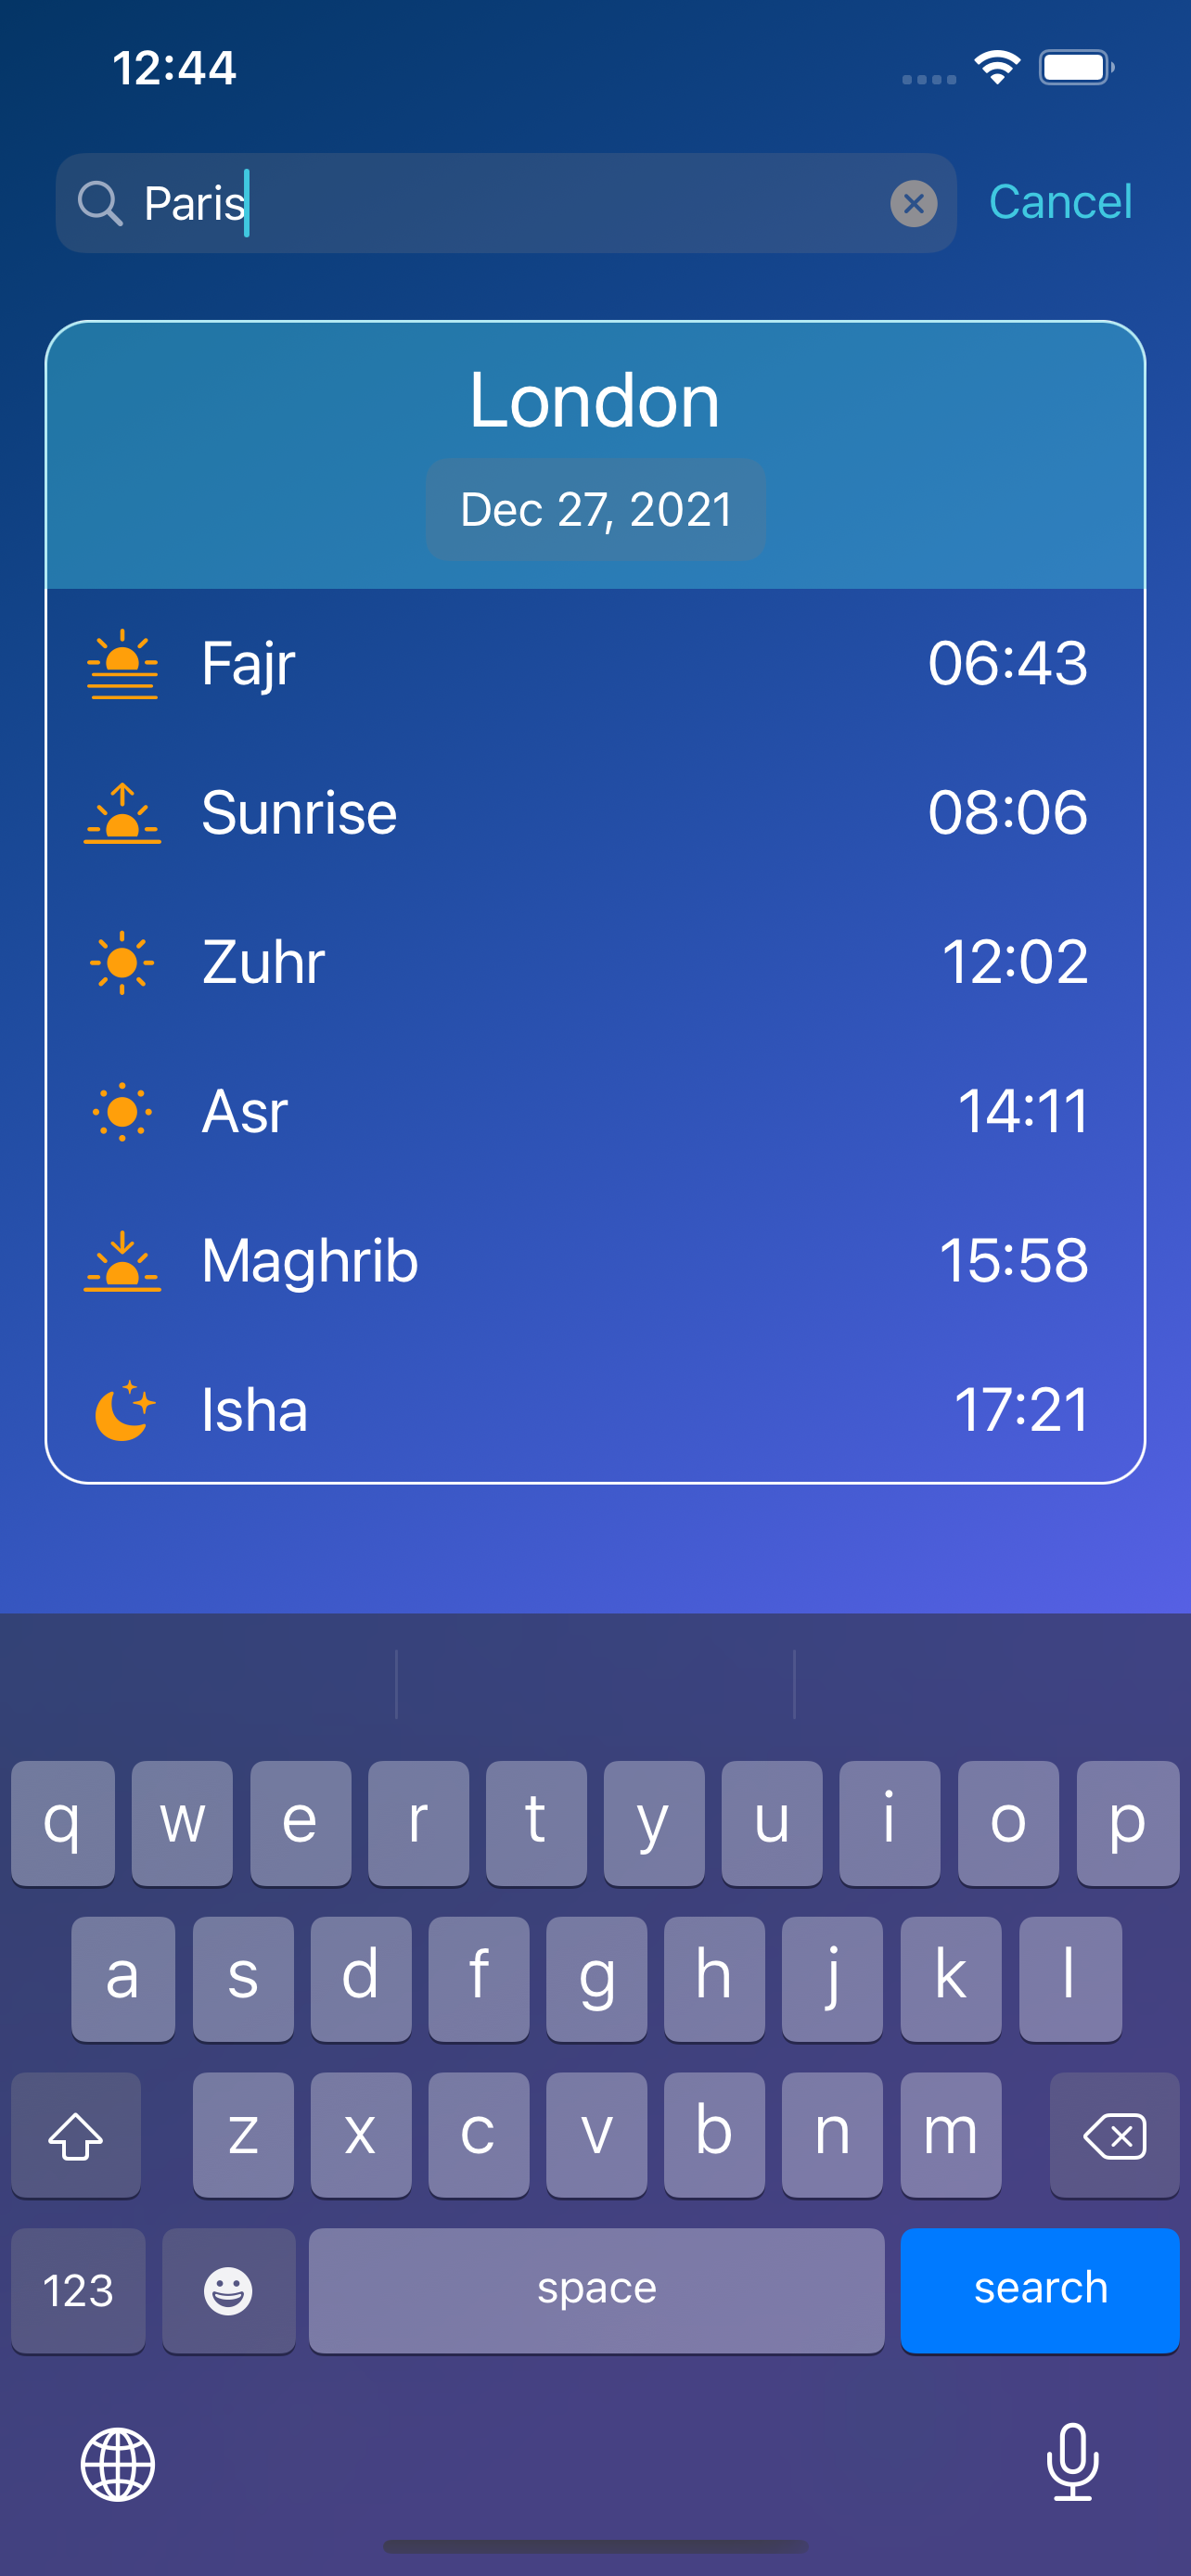 12:44
Paris
Cancel
London
Dec 27, 2021
Fajr 06:43
Sunrise 08:06
Zuhr 12:02
Asr 14:11
Maghrib 15:58
Isha 17:21
q w e r t y u i o p
a s d f g h j k l
z x c v b n m
123 space search